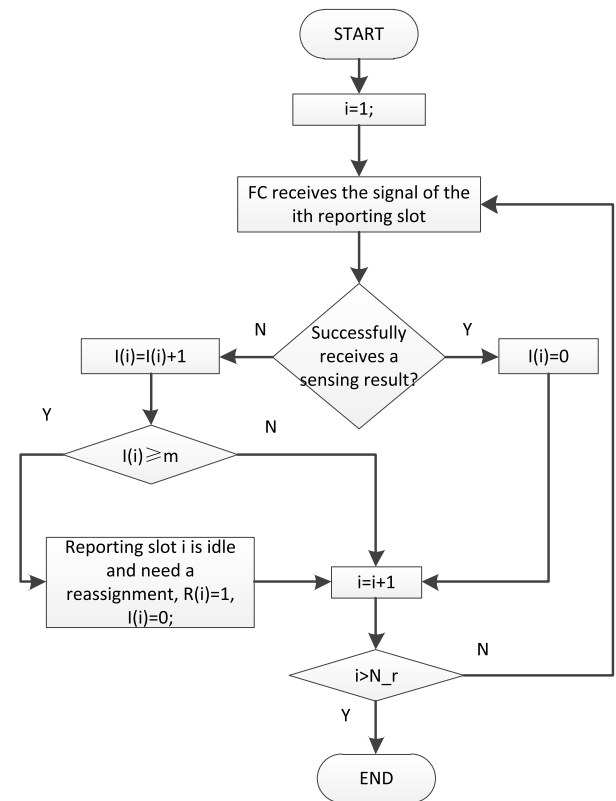 START
i=1;
FC receives the signal of the
ith reporting slot
N
Successfully
receives a
sensing result?
Y
I(i)=I(i)+1
I(i)=0
Y
N
I(i)⩾m
Reporting slot i is idle
and need a
reassignment, R(i)=1,
I(i)=0;
i=i+1
N
i>N_r
Y
END